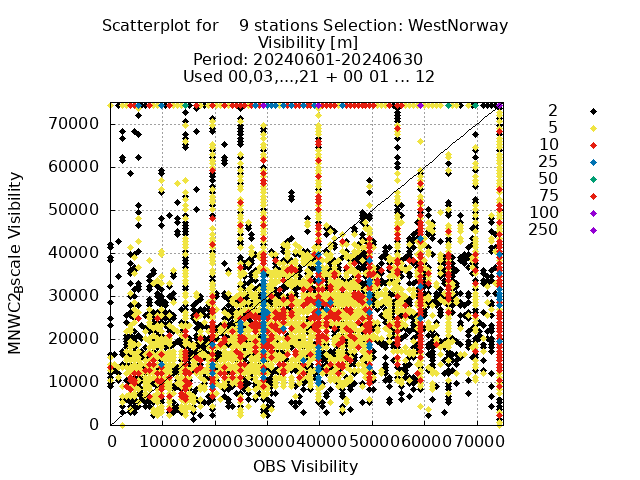 Scatterplot for 9 stations Selection: WestNorway
Visibility [m]
Period: 20240601-20240630
Used 00,03,...,21 + 00 01 ... 12
2
5
10
25
50
75
100
250
70000
60000
50000
40000
30000
20000
10000
0
MNWC2Bscale Visibility
0 10000 20000 30000 40000 50000 60000 70000
OBS Visibility